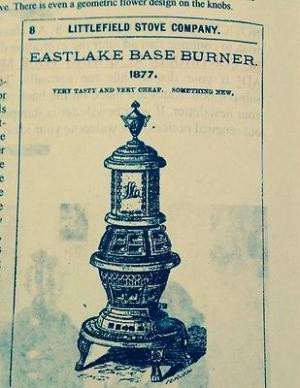 ve. There is even a geometric flower design on the knobs.
8 LITTLEFIELD STOVE COMPANY.
EASTLAKE BASE BURNER.
1877.
VERY TASTY AND VERY CHEAP. SOMETHING NEW.